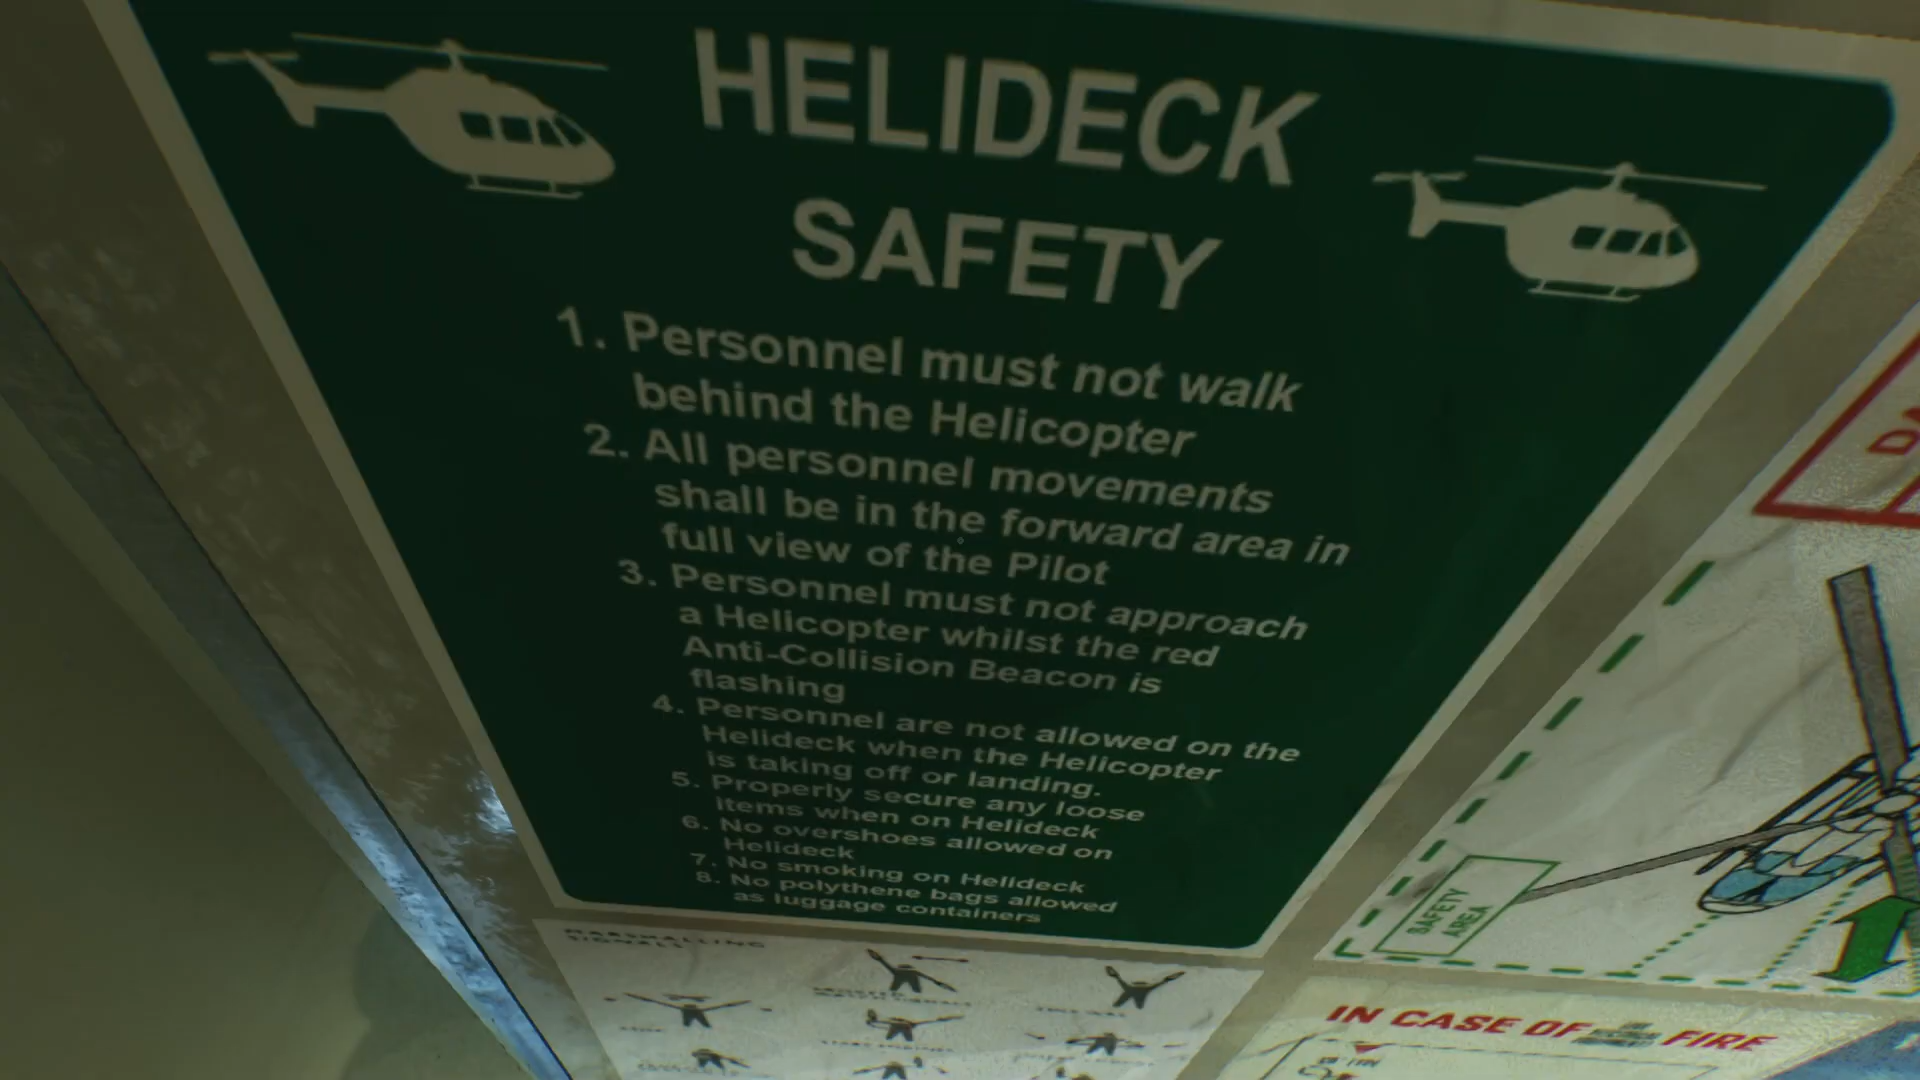 HELIDECK
SAFETY
1. Personnel must not walk
behind the Helicopter
2. All personnel movements
shall be in the forward area in
full view of the Pilot
3. Personnel must not approach
a Helicopter whilst the red
Anti-Collision Beacon is
flashing
4. Personnel are not allowed on the
Helideck when the Helicopter
is taking off or landing.
5. Properly secure any loose
items when on Helideck
6. No overshoes allowed on
Helideck
7. No smoking on Helideck
8. No polythene bags allowed
as luggage containers
MARSHALLING
SIGNALS
SAFETY
AREA
IN CASE OF FIRE